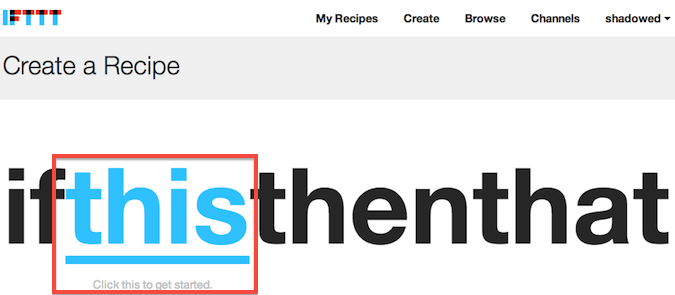 IFTTT My Recipes Create Browse Channels shadowed
Create a Recipe
ifthisthenthat
Click this to get started.